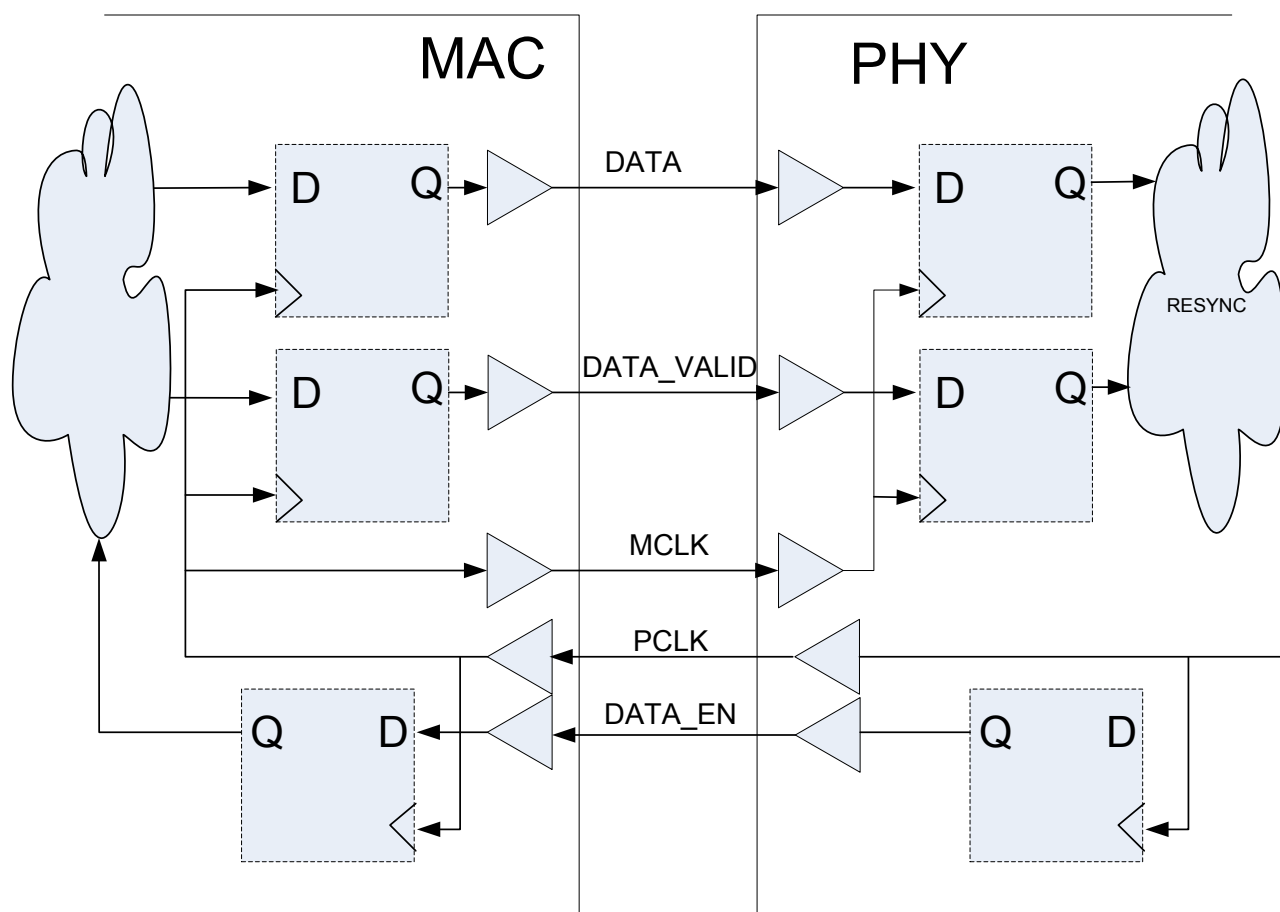 MAC
PHY
DATA
D Q
D Q
RESYNC
DATA_VALID
D Q
D Q
MCLK
PCLK
DATA_EN
Q D
Q D